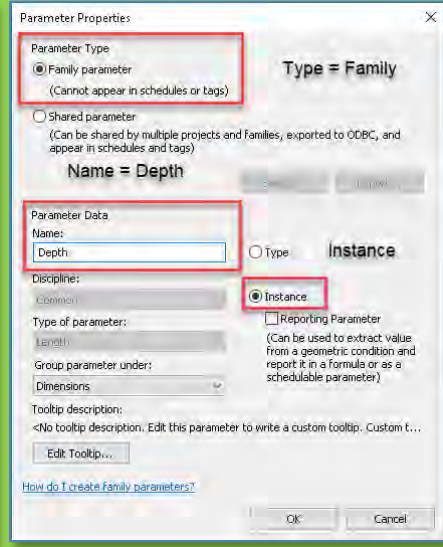 Parameter Properties
Parameter Type
Family parameter
Type = Family
(Cannot appear in schedules or tags)
Shared parameter
(Can be shared by multiple projects and families, exported to ODBC, and
appear in schedules and tags)
Name = Depth
Parameter Data
Name:
Depth
Type
Instance
Discipline:
Common
Instance
Type of parameter:
Reporting Parameter
Length
(Can be used to extract value
from a geometric condition and
report it in a formula or as a
schedulable parameter)
Group parameter under:
Dimensions
Tooltip description:
<No tooltip description. Edit this parameter to write a custom tooltip. Custom t...
Edit Tooltip...
How do I create family parameters?
OK
Cancel